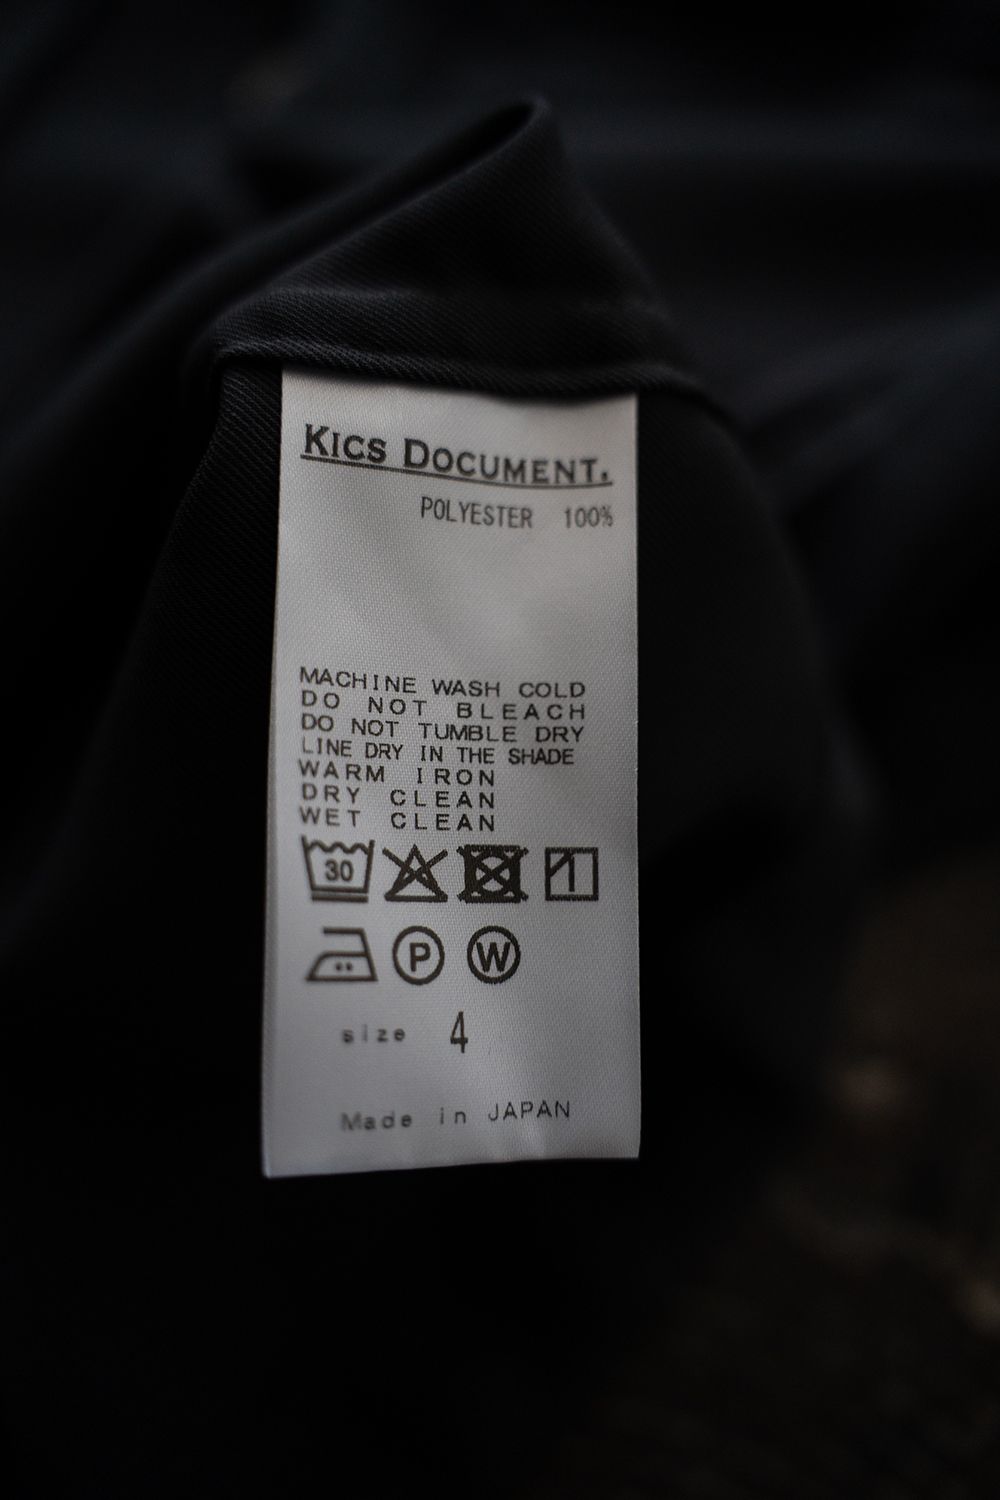 KICS DOCUMENT.
POLYESTER 100%
MACHINE WASH COLD
DO NOT BLEACH
DO NOT TUMBLE DRY
LINE DRY IN THE SHADE
WARM IRON
DRY CLEAN
WET CLEAN
30
P W
size 4
Made in JAPAN